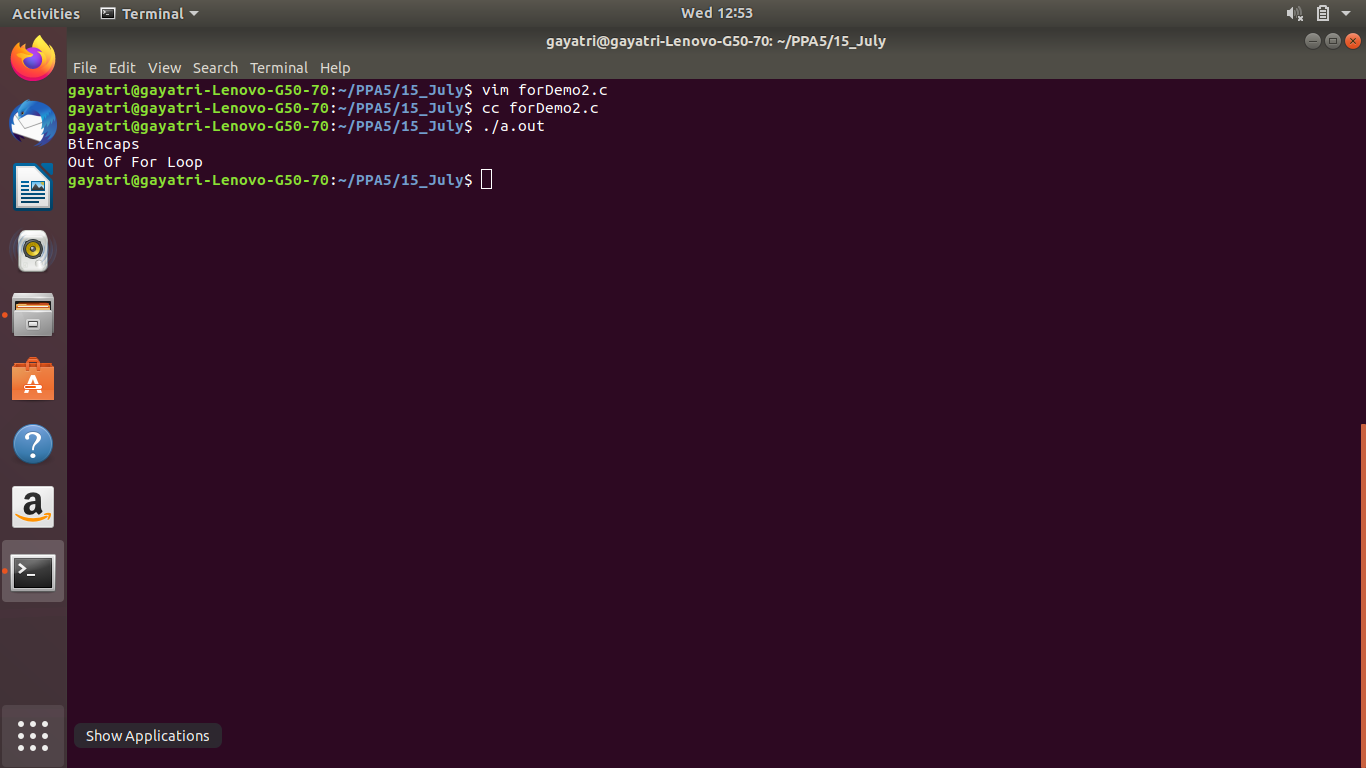 Activities Terminal Wed 12:53
gayatri@gayatri-Lenovo-G50-70: ~/PPA5/15_July
File Edit View Search Terminal Help
gayatri@gayatri-Lenovo-G50-70:~/PPA5/15_July$ vim forDemo2.c
gayatri@gayatri-Lenovo-G50-70:~/PPA5/15_July$ cc forDemo2.c
gayatri@gayatri-Lenovo-G50-70:~/PPA5/15_July$ ./a.out
BiEncaps
Out Of For Loop
gayatri@gayatri-Lenovo-G50-70:~/PPA5/15_July$
Show Applications